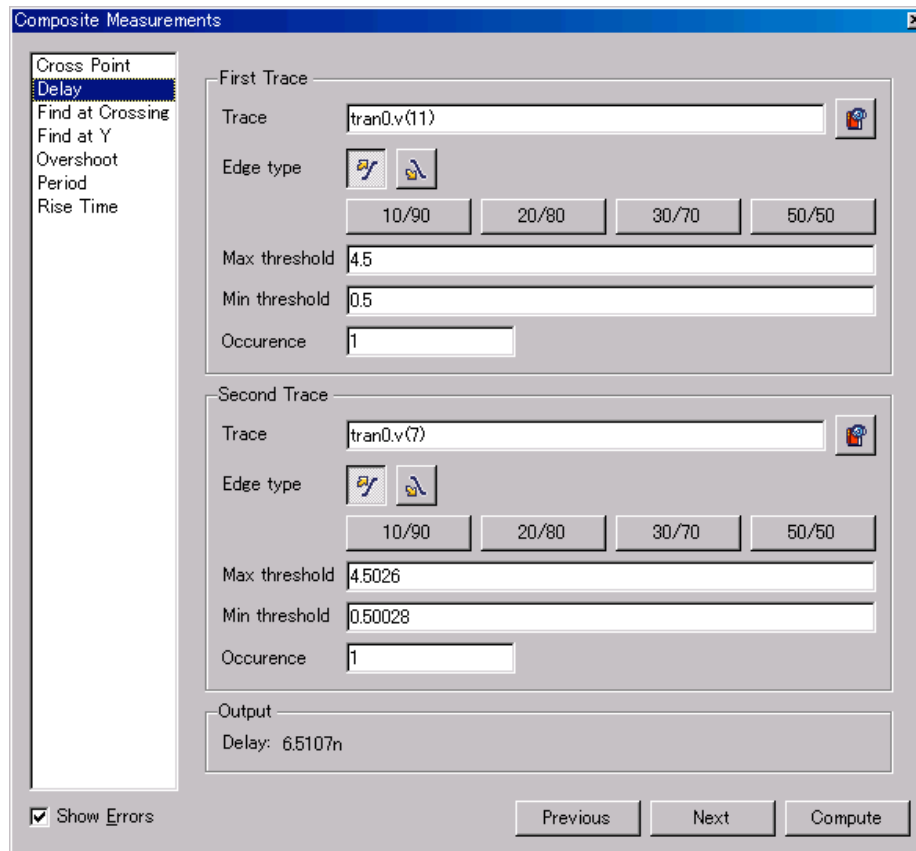 Composite Measurements
Cross Point
Delay
Find at Crossing
Find at Y
Overshoot
Period
Rise Time
First Trace
Trace tran0.v(11)
Edge type
10/90 20/80 30/70 50/50
Max threshold 4.5
Min threshold 0.5
Occurence 1
Second Trace
Trace tran0.v(7)
Edge type
10/90 20/80 30/70 50/50
Max threshold 4.5026
Min threshold 0.50028
Occurence 1
Output
Delay: 6.5107n
Show Errors
Previous Next Compute